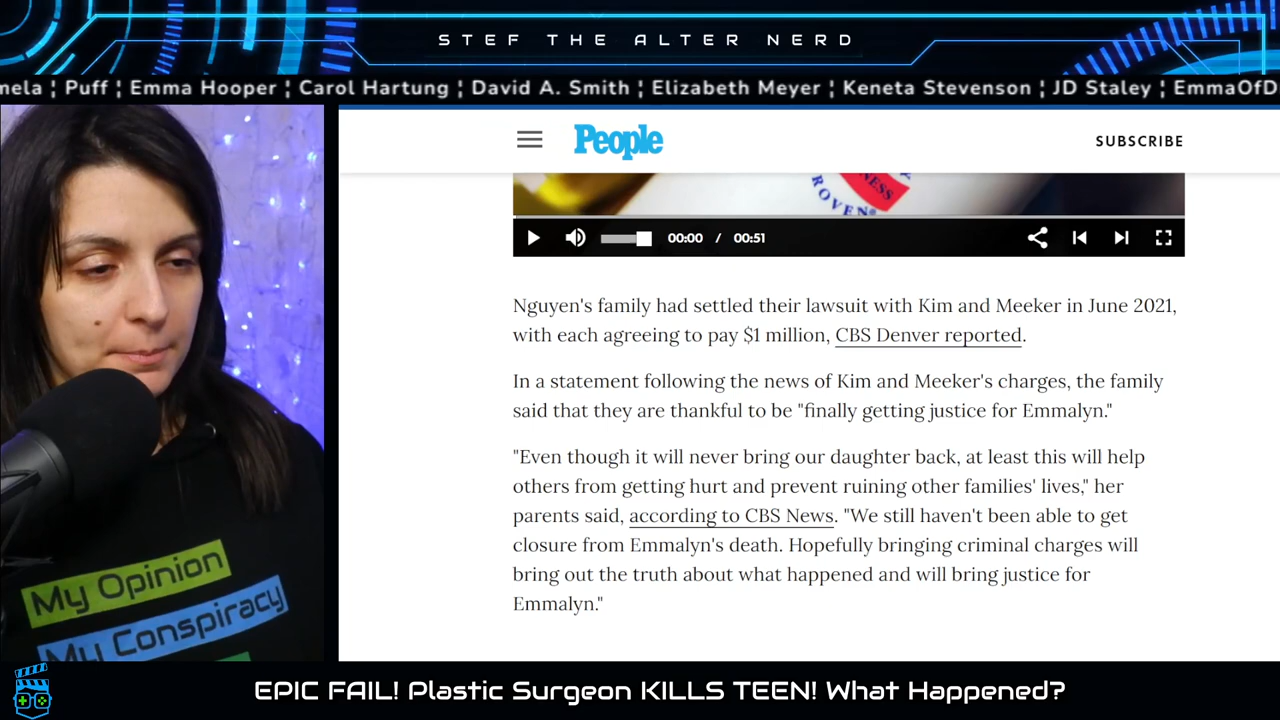 STEF THE ALTER NERD
mela ¦ Puff ¦ Emma Hooper ¦ Carol Hartung ¦ David A. Smith ¦ Elizabeth Meyer ¦ Keneta Stevenson ¦ JD Staley ¦ EmmaOfD
People
SUBSCRIBE
NESS
ROVEN®
00:00 / 00:51
Nguyen's family had settled their lawsuit with Kim and Meeker in June 2021,
with each agreeing to pay $1 million, CBS Denver reported.
In a statement following the news of Kim and Meeker's charges, the family
said that they are thankful to be "finally getting justice for Emmalyn."
"Even though it will never bring our daughter back, at least this will help
others from getting hurt and prevent ruining other families' lives," her
parents said, according to CBS News. "We still haven't been able to get
closure from Emmalyn's death. Hopefully bringing criminal charges will
bring out the truth about what happened and will bring justice for
Emmalyn."
My Opinion
My Conspiracy
EPIC FAIL! Plastic Surgeon KILLS TEEN! What Happened?